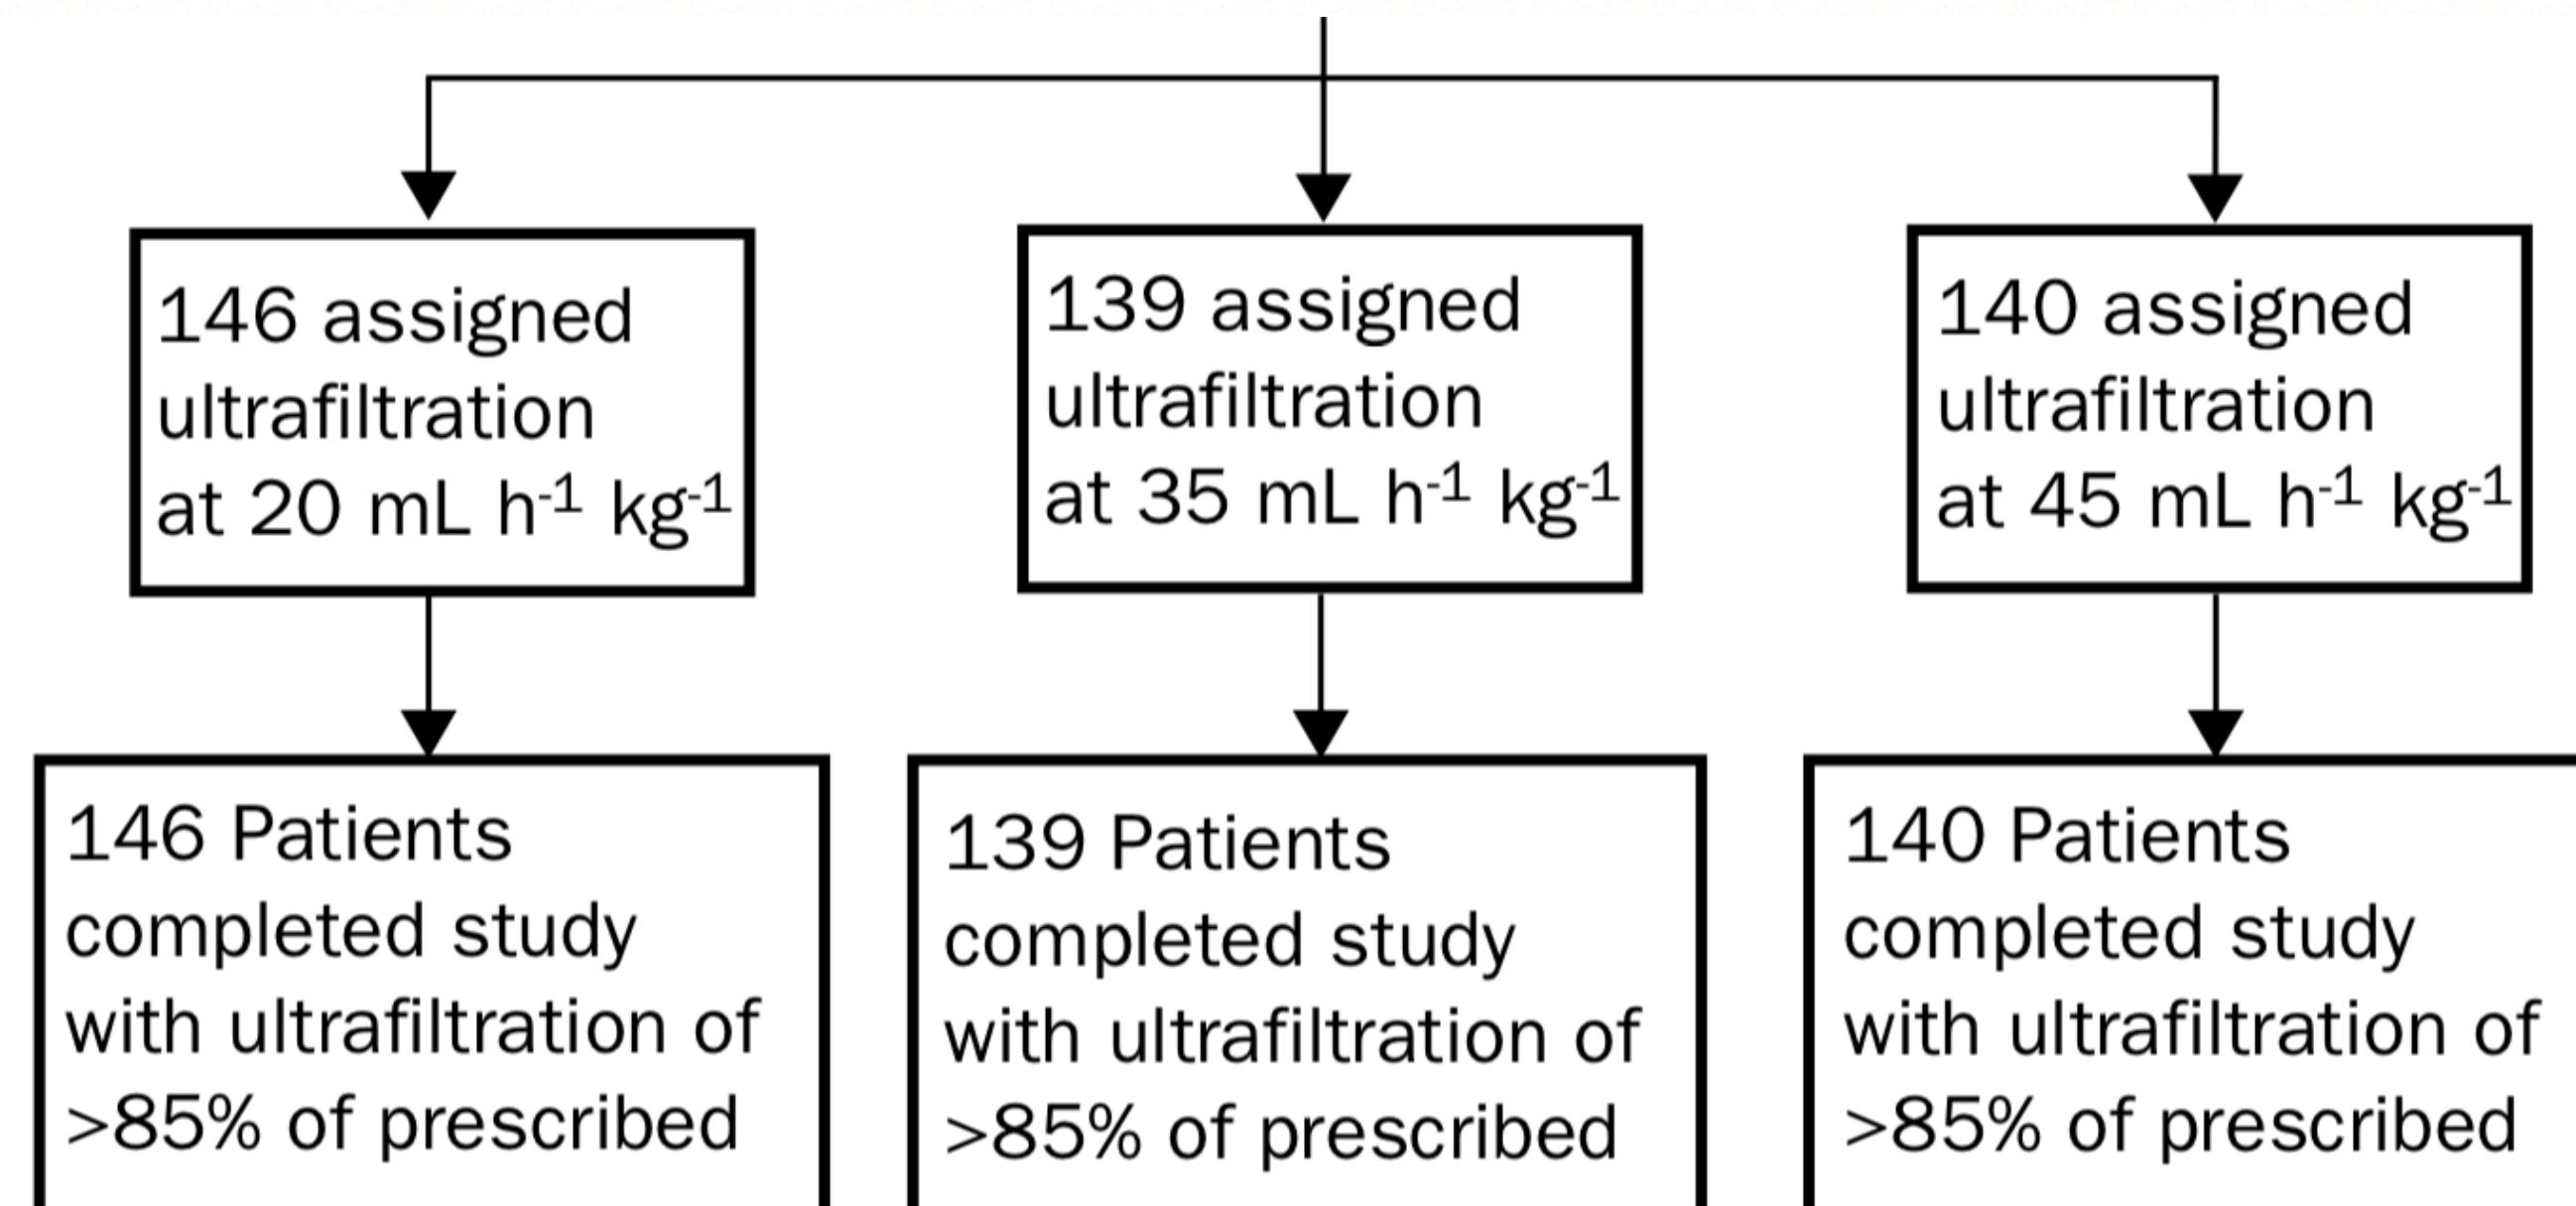 146 assigned
ultrafiltration
at 20 mL h⁻¹ kg⁻¹
139 assigned
ultrafiltration
at 35 mL h⁻¹ kg⁻¹
140 assigned
ultrafiltration
at 45 mL h⁻¹ kg⁻¹
146 Patients
completed study
with ultrafiltration of
>85% of prescribed
139 Patients
completed study
with ultrafiltration of
>85% of prescribed
140 Patients
completed study
with ultrafiltration of
>85% of prescribed